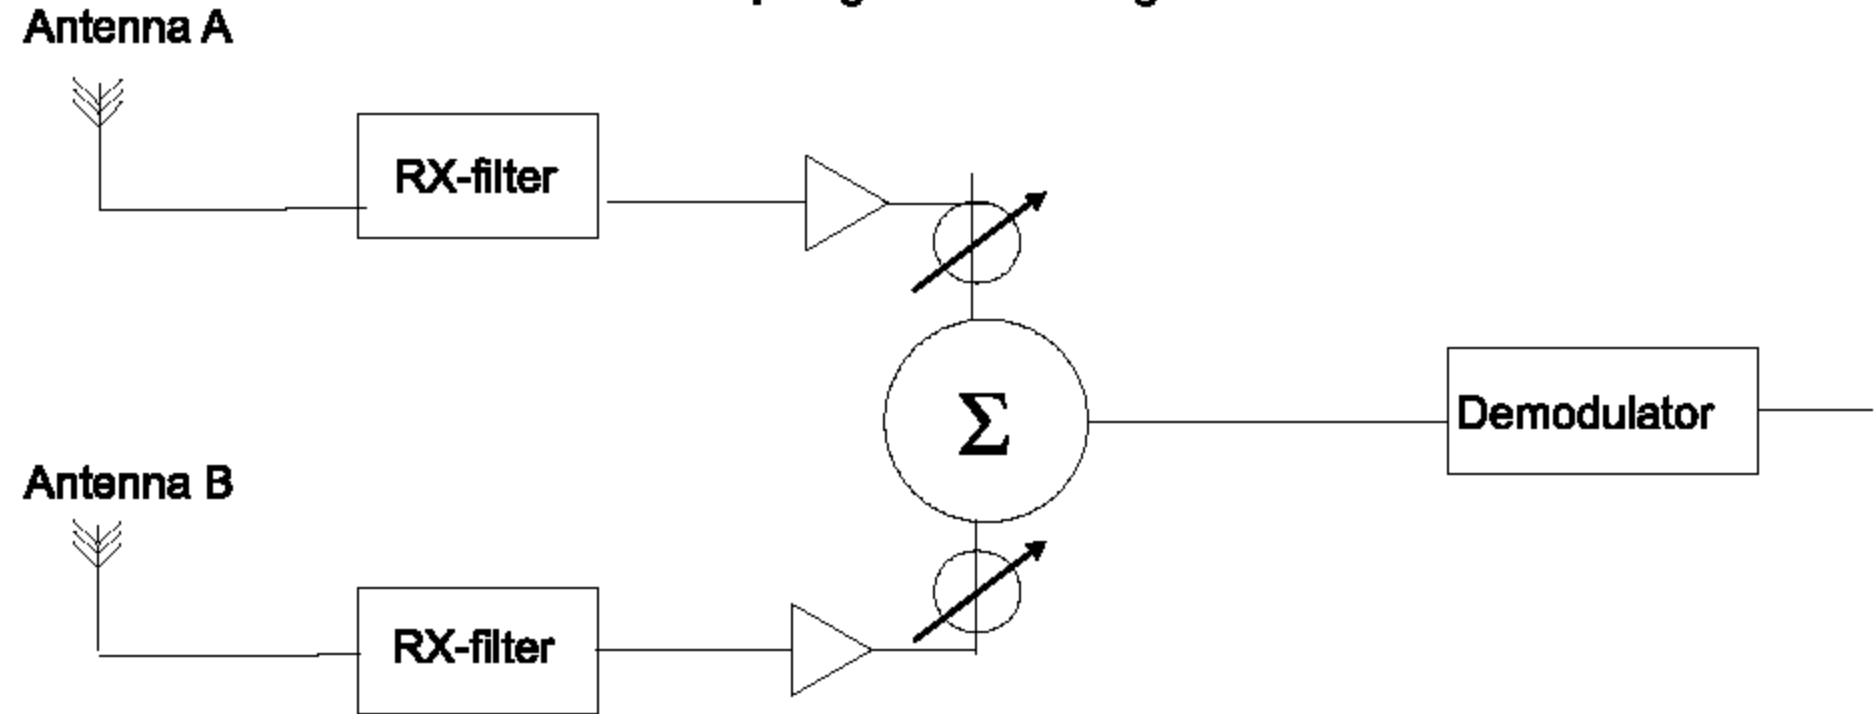 Antenna A
RX-filter
Σ
Demodulator
Antenna B
RX-filter